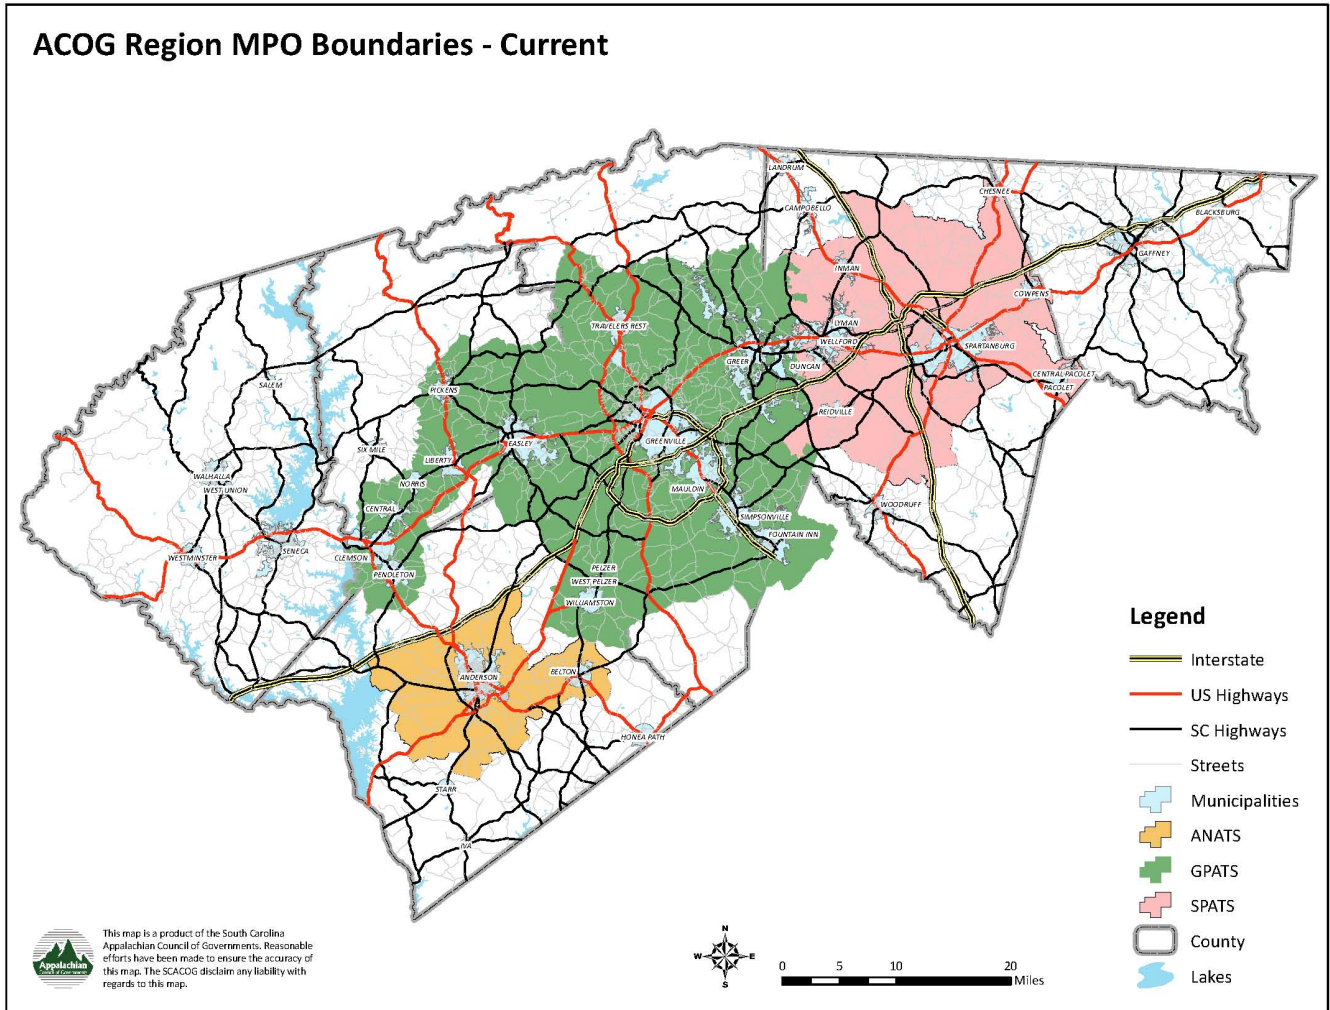 ACOG Region MPO Boundaries - Current
LANDRUM
CHESNEE
CAMPOBELLO
BLACKSBURG
GAFFNEY
INMAN
COWPENS
TRAVELERS REST
LYMAN
WELLFORD
SPARTANBURG
GREER
DUNCAN
CENTRAL PACOLET
PACOLET
SALEM
PICKENS
REIDVILLE
EASLEY
GREENVILLE
SIX MILE
LIBERTY
WALHALLA
WEST UNION
NORRIS
MAULDIN
CENTRAL
SIMPSONVILLE
WOODRUFF
FOUNTAIN INN
SENECA
WESTMINSTER
CLEMSON
PENDLETON
PELZER
WEST PELZER
WILLIAMSTON
BELTON
ANDERSON
HONEA PATH
STARR
IVA
Legend
Interstate
US Highways
SC Highways
Streets
Municipalities
ANATS
GPATS
SPATS
County
Lakes
Appalachian
Council of Governments
This map is a product of the South Carolina
Appalachian Council of Governments. Reasonable
efforts have been made to ensure the accuracy of
this map. The SCACOG disclaim any liability with
regards to this map.
N
W E
S
0 5 10 20
Miles